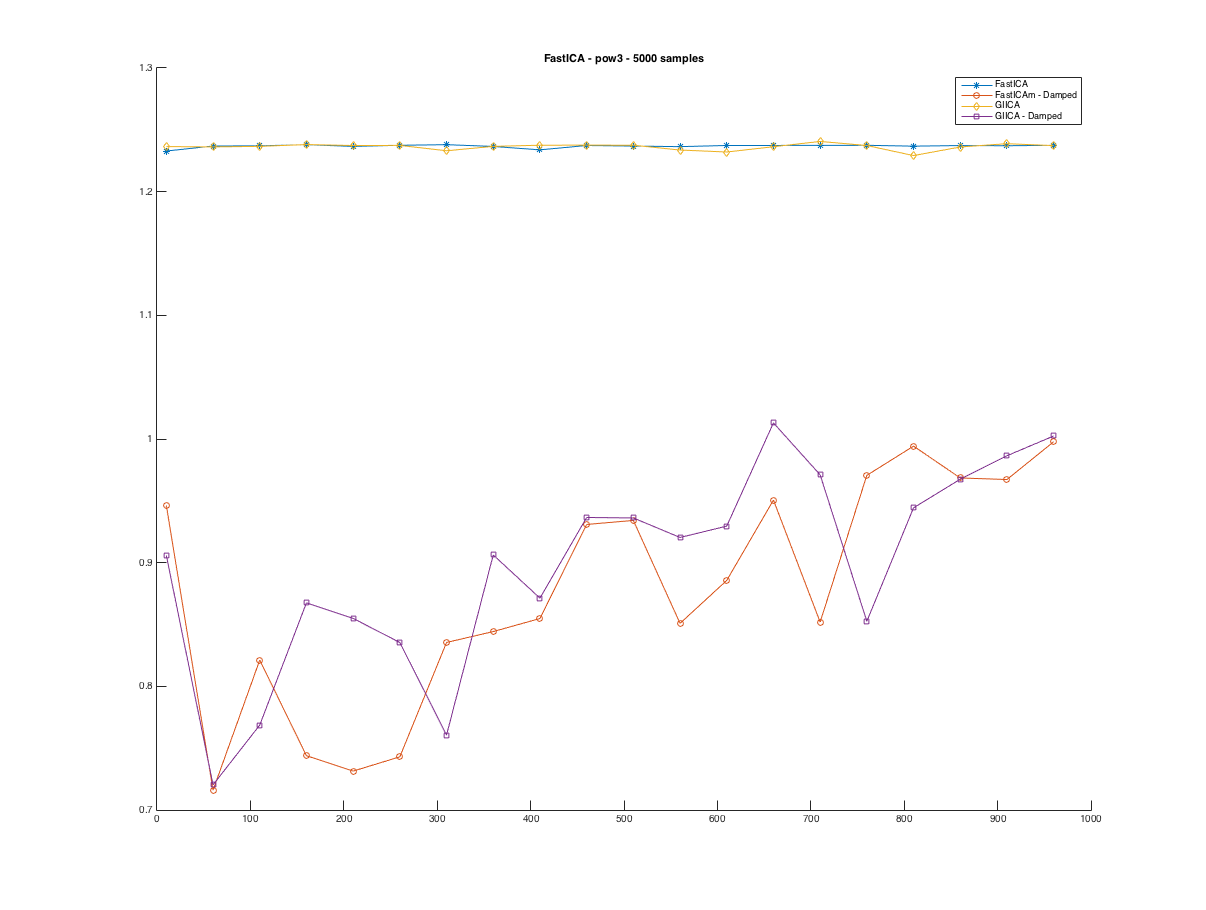 FastICA - pow3 - 5000 samples
FastICA
FastICAm - Damped
GIICA
GIICA - Damped
1.3
1.2
1.1
1
0.9
0.8
0.7
0 100 200 300 400 500 600 700 800 900 1000